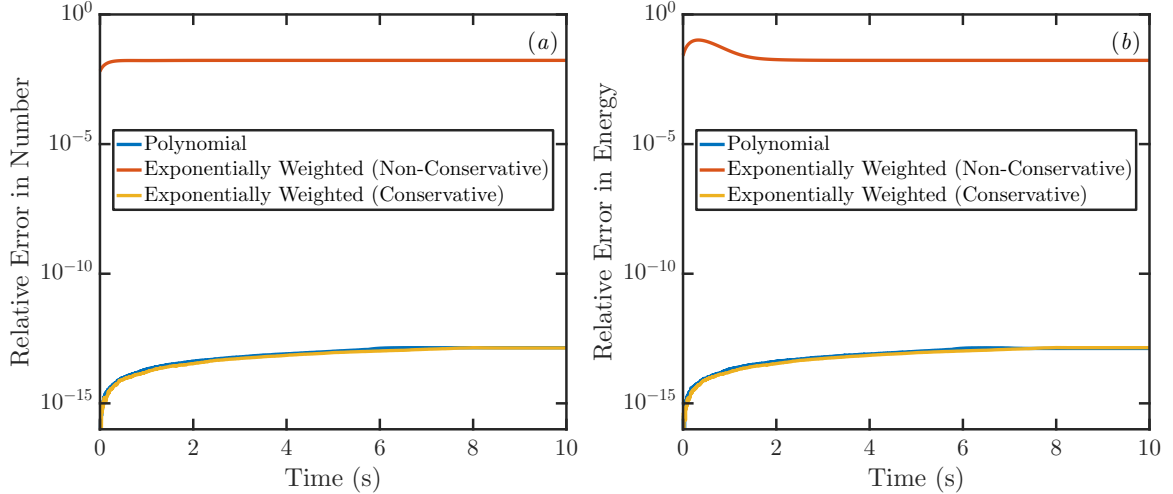 (a)
Relative Error in Number
10^0
10^-5
10^-10
10^-15
Polynomial
Exponentially Weighted (Non-Conservative)
Exponentially Weighted (Conservative)
0 2 4 6 8 10
Time (s)
(b)
Relative Error in Energy
10^0
10^-5
10^-10
10^-15
Polynomial
Exponentially Weighted (Non-Conservative)
Exponentially Weighted (Conservative)
0 2 4 6 8 10
Time (s)